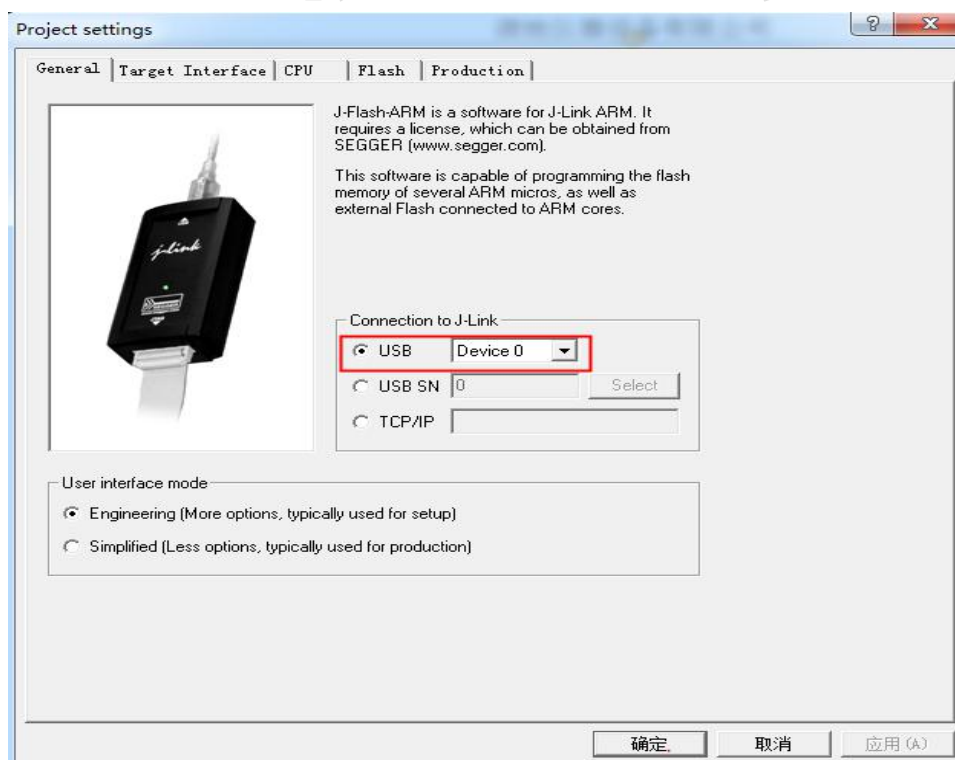 Project settings
General Target Interface CPU Flash Production
J-Flash-ARM is a software for J-Link ARM. It
requires a license, which can be obtained from
SEGGER (www.segger.com).
This software is capable of programming the flash
memory of several ARM micros, as well as
external Flash connected to ARM cores.
j-link
Connection to J-Link
USB Device 0
USB SN 0 Select
TCP/IP
User interface mode
Engineering (More options, typically used for setup)
Simplified (Less options, typically used for production)
确定. 取消 应用(A)